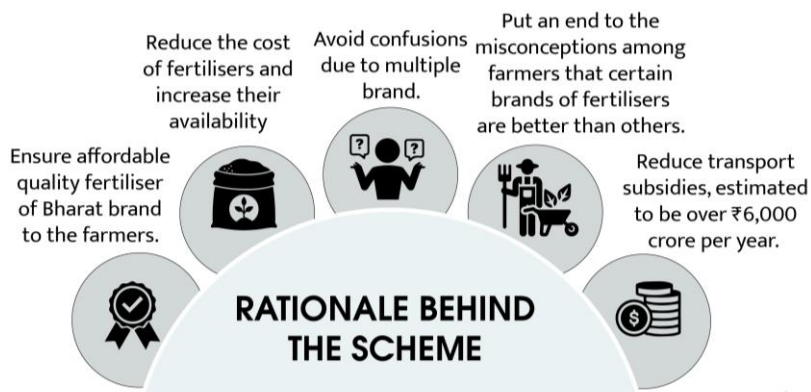 Ensure affordable
quality fertiliser
of Bharat brand
to the farmers.
Reduce the cost
of fertilisers and
increase their
availability
Avoid confusions
due to multiple
brand.
Put an end to the
misconceptions among
farmers that certain
brands of fertilisers
are better than others.
Reduce transport
subsidies, estimated
to be over ₹6,000
crore per year.
? ?
$
RATIONALE BEHIND
THE SCHEME